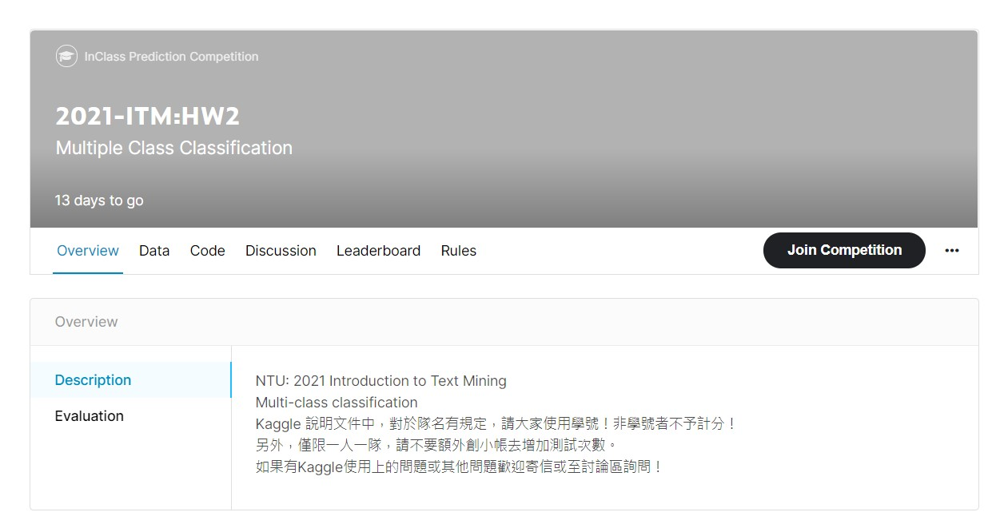 InClass Prediction Competition
2021-ITM:HW2
Multiple Class Classification
13 days to go
Overview Data Code Discussion Leaderboard Rules Join Competition •••
Overview
Description
Evaluation
NTU: 2021 Introduction to Text Mining
Multi-class classification
Kaggle 說明文件中，對於隊名有規定，請大家使用學號！非學號者不予計分！
另外，僅限一人一隊，請不要額外創小帳去增加測試次數。
如果有Kaggle使用上的問題或其他問題歡迎寄信或至討論區詢問！